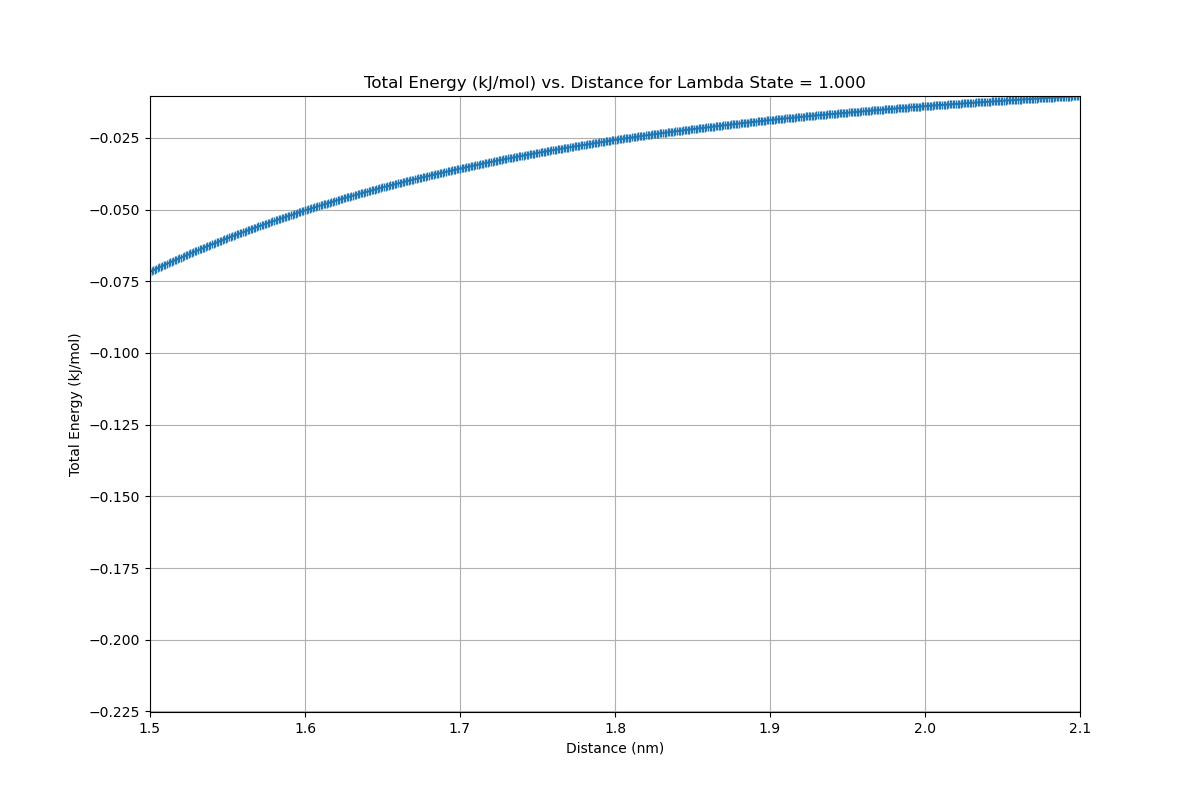 Total Energy (kJ/mol) vs. Distance for Lambda State = 1.000
Total Energy (kJ/mol)
−0.025
−0.050
−0.075
−0.100
−0.125
−0.150
−0.175
−0.200
−0.225
1.5 1.6 1.7 1.8 1.9 2.0 2.1
Distance (nm)